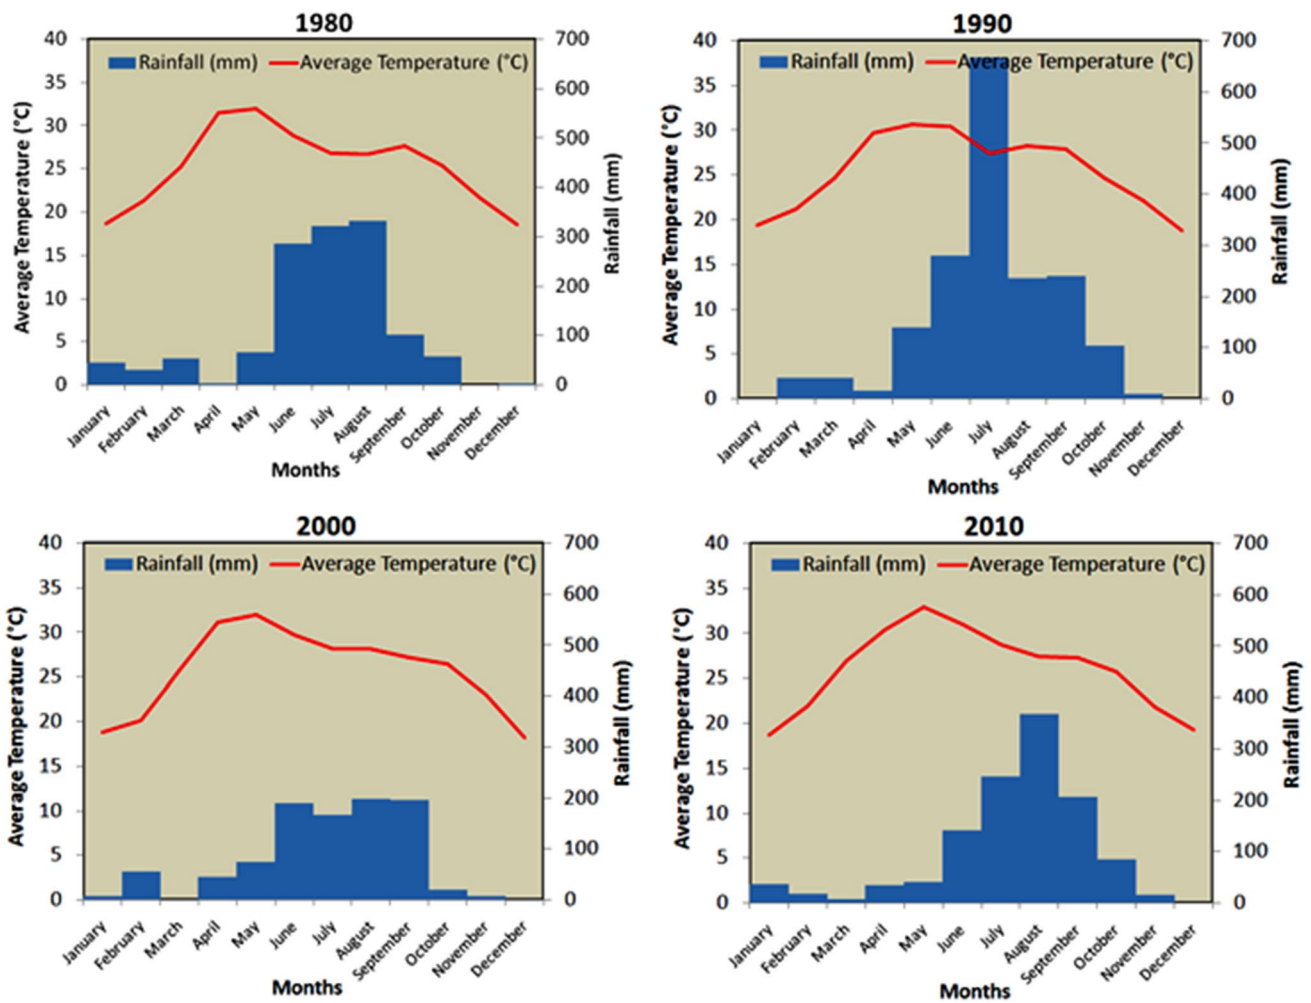 1980
Rainfall (mm) Average Temperature (°C)
Average Temperature (°C)
40
35
30
25
20
15
10
5
0
700
600
500
400
300
200
100
0
Rainfall (mm)
January
February
March
April
May
June
July
August
September
October
November
December
Months
1990
Rainfall (mm) Average Temperature (°C)
Average Temperature (°C)
40
35
30
25
20
15
10
5
0
700
600
500
400
300
200
100
0
Rainfall (mm)
January
February
March
April
May
June
July
August
September
October
November
December
Months
2000
Rainfall (mm) Average Temperature (°C)
Average Temperature (°C)
40
35
30
25
20
15
10
5
0
700
600
500
400
300
200
100
0
Rainfall (mm)
January
February
March
April
May
June
July
August
September
October
November
December
Months
2010
Rainfall (mm) Average Temperature (°C)
Average Temperature (°C)
40
35
30
25
20
15
10
5
0
700
600
500
400
300
200
100
0
Rainfall (mm)
January
February
March
April
May
June
July
August
September
October
November
December
Months